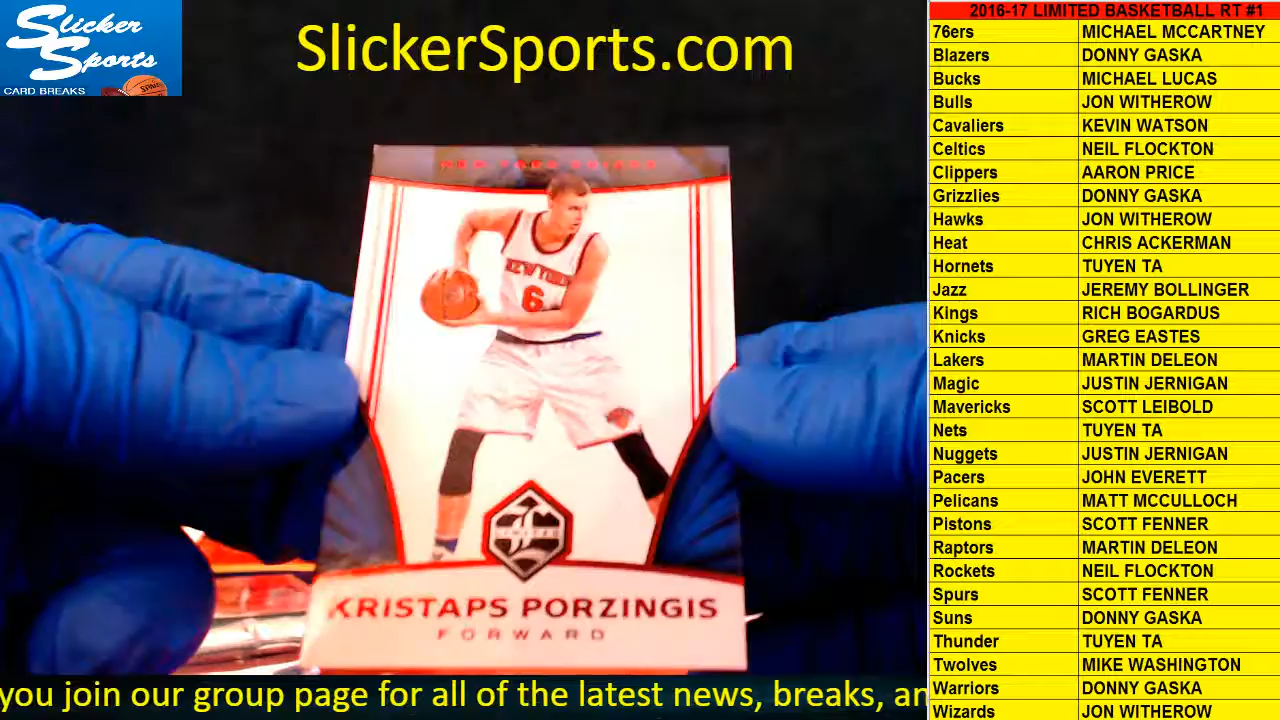 Slicker
Sports
CARD BREAKS
SlickerSports.com
NEW YORK KNICKS
NEW YORK
6
LIMITED
KRISTAPS PORZINGIS
FORWARD
you join our group page for all of the latest news, breaks, an
2016-17 LIMITED BASKETBALL RT #1
76ers MICHAEL MCCARTNEY
Blazers DONNY GASKA
Bucks MICHAEL LUCAS
Bulls JON WITHEROW
Cavaliers KEVIN WATSON
Celtics NEIL FLOCKTON
Clippers AARON PRICE
Grizzlies DONNY GASKA
Hawks JON WITHEROW
Heat CHRIS ACKERMAN
Hornets TUYEN TA
Jazz JEREMY BOLLINGER
Kings RICH BOGARDUS
Knicks GREG EASTES
Lakers MARTIN DELEON
Magic JUSTIN JERNIGAN
Mavericks SCOTT LEIBOLD
Nets TUYEN TA
Nuggets JUSTIN JERNIGAN
Pacers JOHN EVERETT
Pelicans MATT MCCULLOCH
Pistons SCOTT FENNER
Raptors MARTIN DELEON
Rockets NEIL FLOCKTON
Spurs SCOTT FENNER
Suns DONNY GASKA
Thunder TUYEN TA
Twolves MIKE WASHINGTON
Warriors DONNY GASKA
Wizards JON WITHEROW